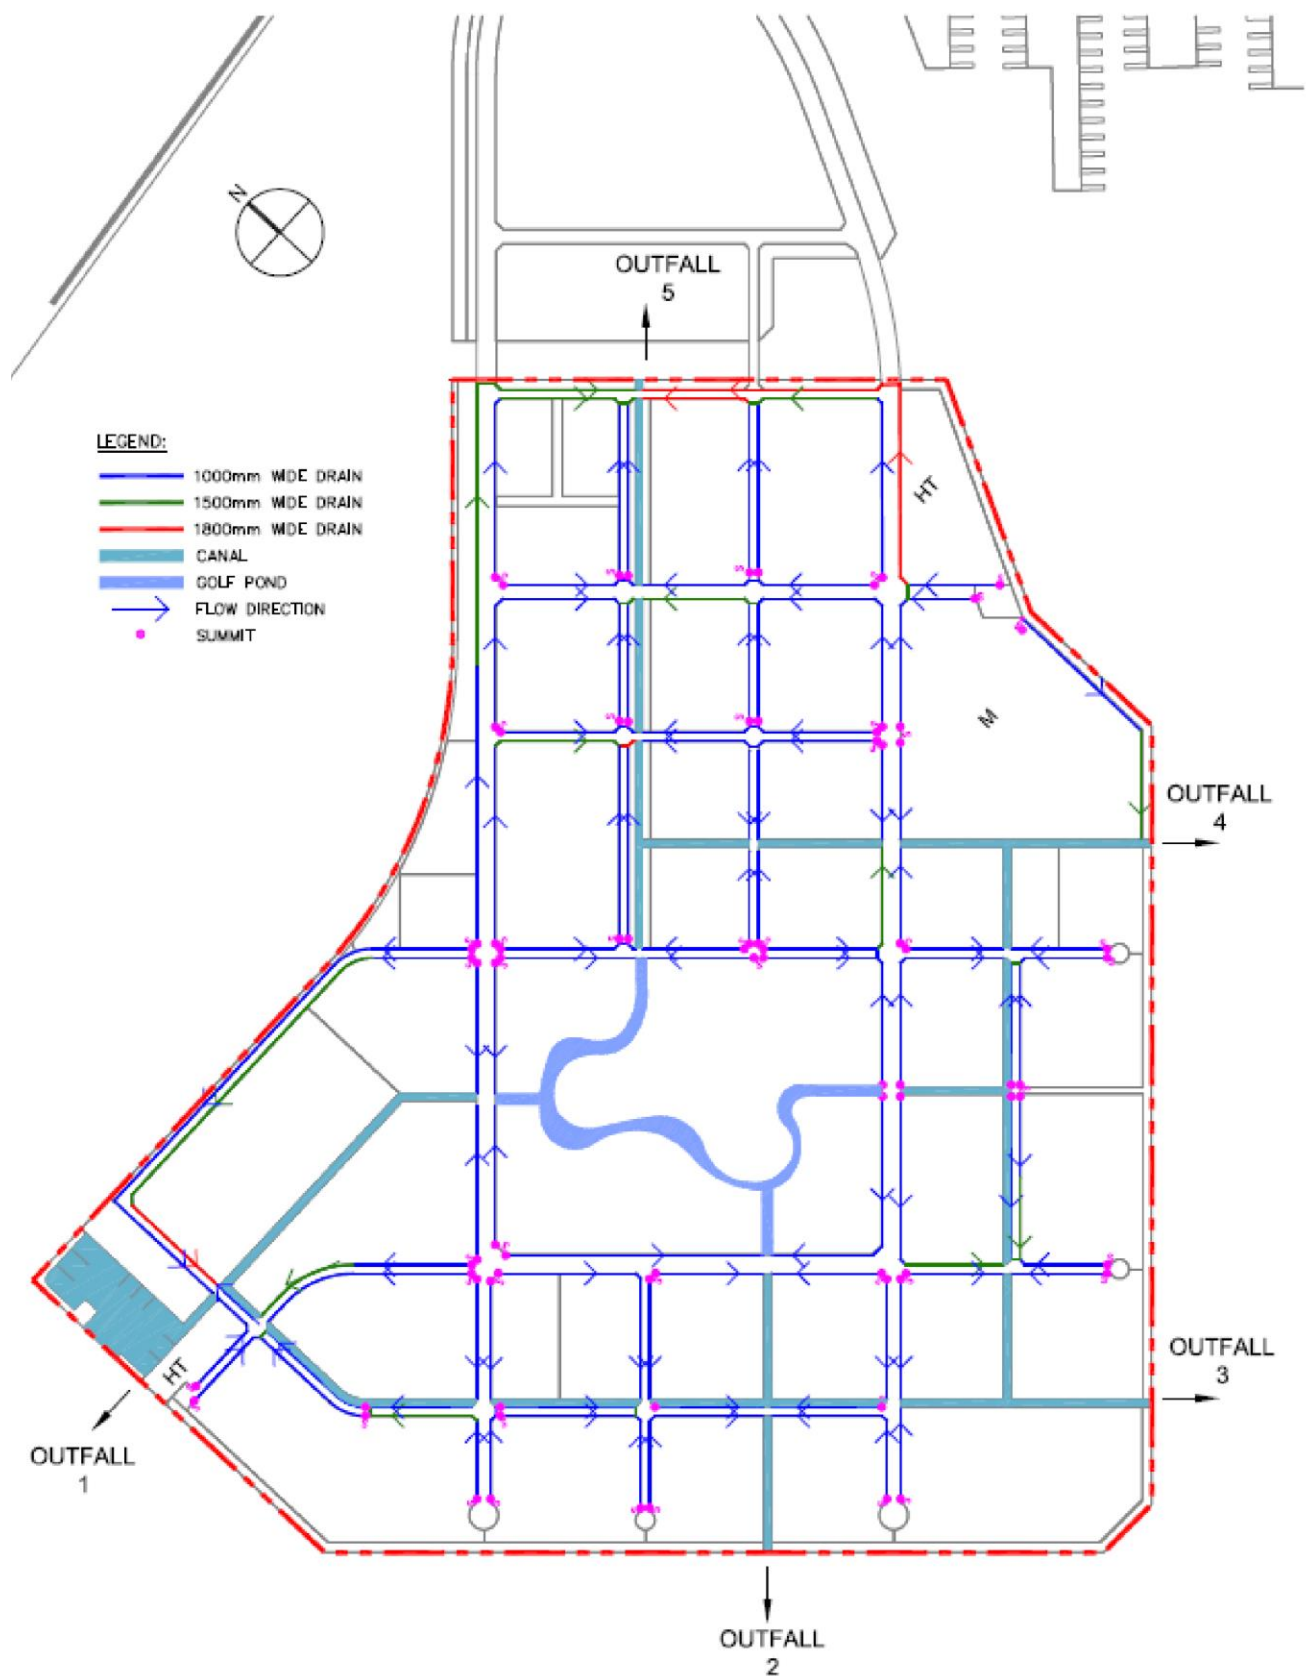 N
OUTFALL
5
LEGEND:
1000mm WIDE DRAIN
1500mm WIDE DRAIN
1800mm WIDE DRAIN
CANAL
GOLF POND
FLOW DIRECTION
SUMMIT
HT
M
OUTFALL
4
OUTFALL
3
HT
OUTFALL
1
OUTFALL
2